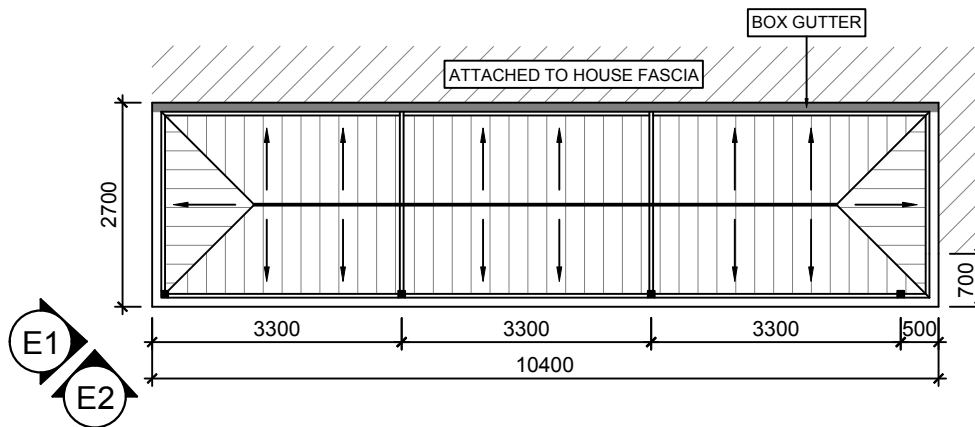 BOX GUTTER
ATTACHED TO HOUSE FASCIA
2700
700
3300
3300
3300
500
10400
E1
E2